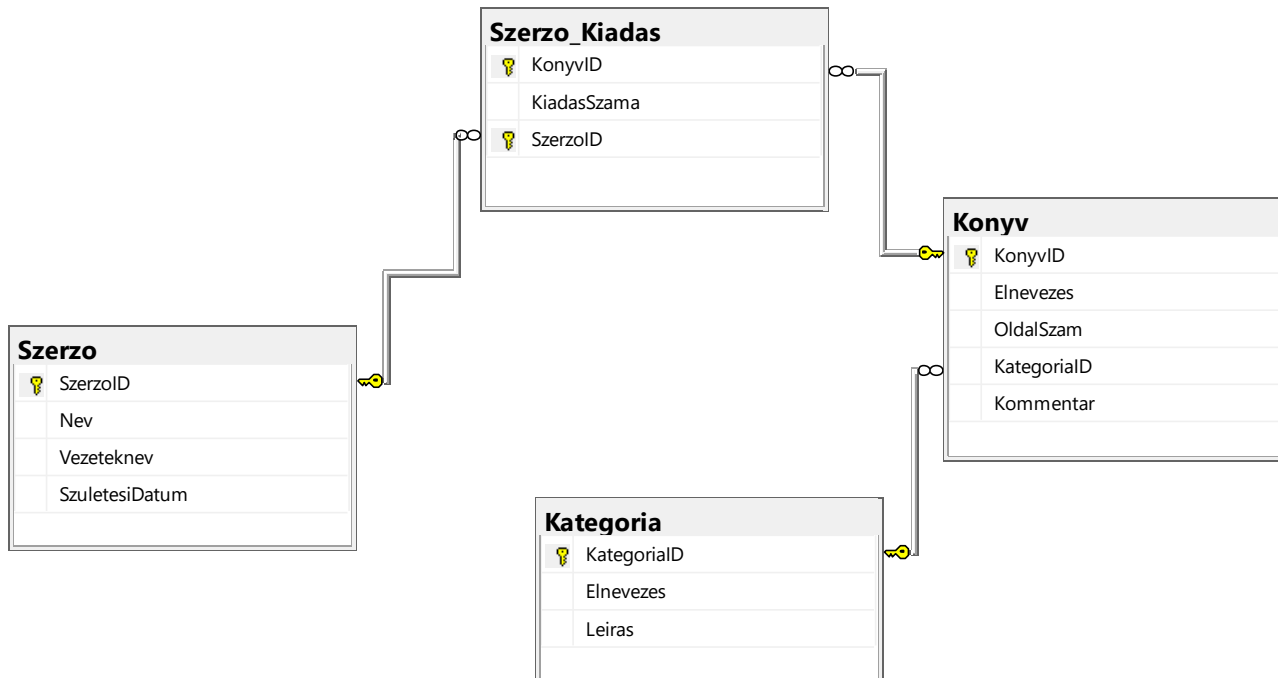 Szerzo_Kiadas
KonyvID
KiadasSzama
SzerzoID
Konyv
KonyvID
Elnevezes
OldalSzam
KategoriaID
Kommentar
Szerzo
SzerzoID
Nev
Vezeteknev
SzuletesiDatum
Kategoria
KategoriaID
Elnevezes
Leiras